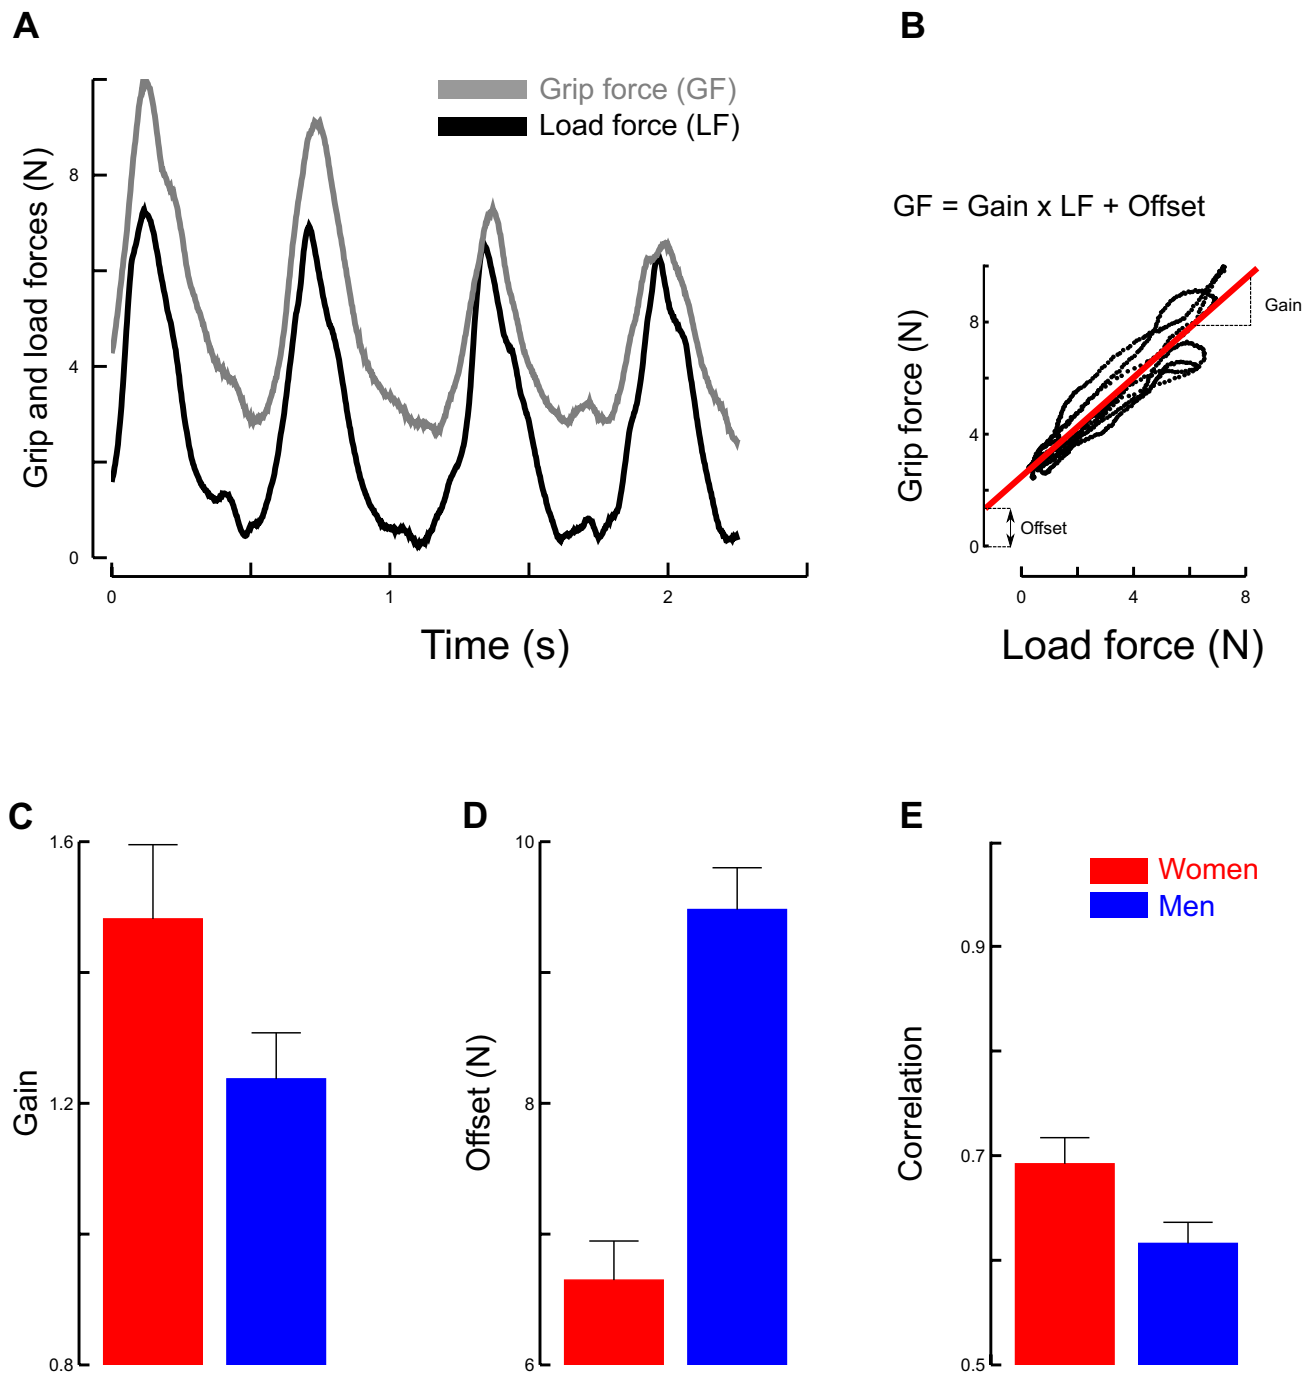 A
Grip force (GF)
Load force (LF)
Grip and load forces (N)
8
4
0
0
1
2
Time (s)
B
GF = Gain x LF + Offset
Grip force (N)
8
4
0
Gain
Offset
0
4
8
Load force (N)
C
1.6
1.2
0.8
Gain
D
10
8
6
Offset (N)
E
Women
Men
0.9
0.7
0.5
Correlation